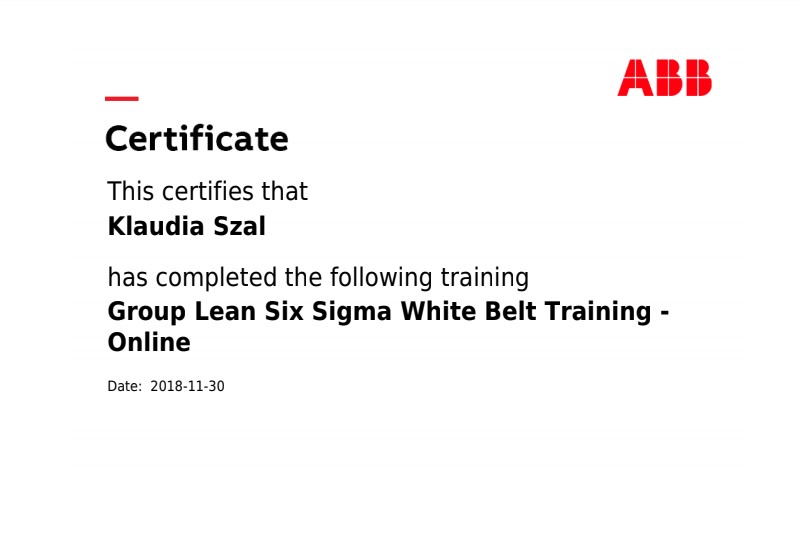 ABB
Certificate
This certifies that
Klaudia Szal
has completed the following training
Group Lean Six Sigma White Belt Training -
Online
Date: 2018-11-30